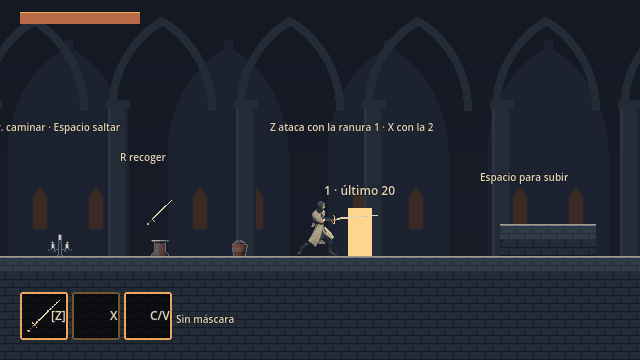 . caminar · Espacio saltar
Z ataca con la ranura 1 · X con la 2
R recoger
Espacio para subir
1 · último 20
[Z]
X
C/V
Sin máscara